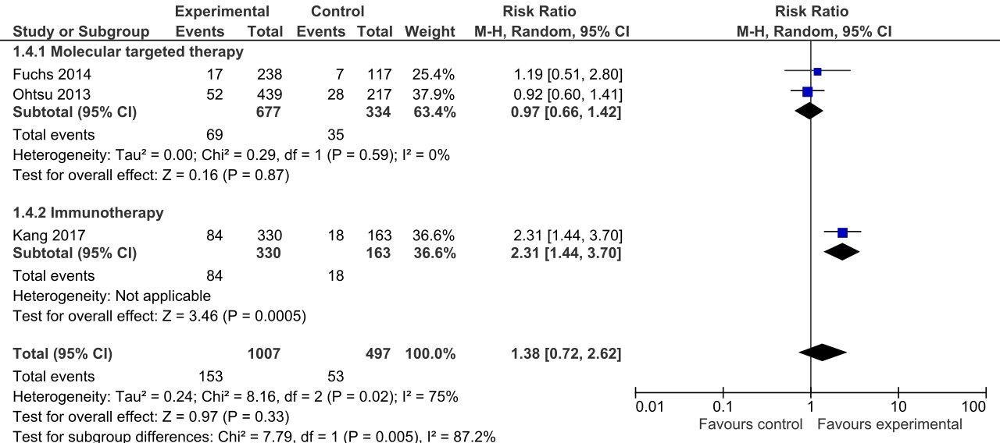 Experimental Control Risk Ratio Risk Ratio
Study or Subgroup Events Total Events Total Weight M-H, Random, 95% CI M-H, Random, 95% CI
1.4.1 Molecular targeted therapy
Fuchs 2014 17 238 7 117 25.4% 1.19 [0.51, 2.80]
Ohtsu 2013 52 439 28 217 37.9% 0.92 [0.60, 1.41]
Subtotal (95% CI) 677 334 63.4% 0.97 [0.66, 1.42]
Total events 69 35
Heterogeneity: Tau² = 0.00; Chi² = 0.29, df = 1 (P = 0.59); I² = 0%
Test for overall effect: Z = 0.16 (P = 0.87)
1.4.2 Immunotherapy
Kang 2017 84 330 18 163 36.6% 2.31 [1.44, 3.70]
Subtotal (95% CI) 330 163 36.6% 2.31 [1.44, 3.70]
Total events 84 18
Heterogeneity: Not applicable
Test for overall effect: Z = 3.46 (P = 0.0005)
Total (95% CI) 1007 497 100.0% 1.38 [0.72, 2.62]
Total events 153 53
Heterogeneity: Tau² = 0.24; Chi² = 8.16, df = 2 (P = 0.02); I² = 75%
Test for overall effect: Z = 0.97 (P = 0.33)
Test for subgroup differences: Chi² = 7.79, df = 1 (P = 0.005), I² = 87.2%
0.01 0.1 1 10 100
Favours control Favours experimental